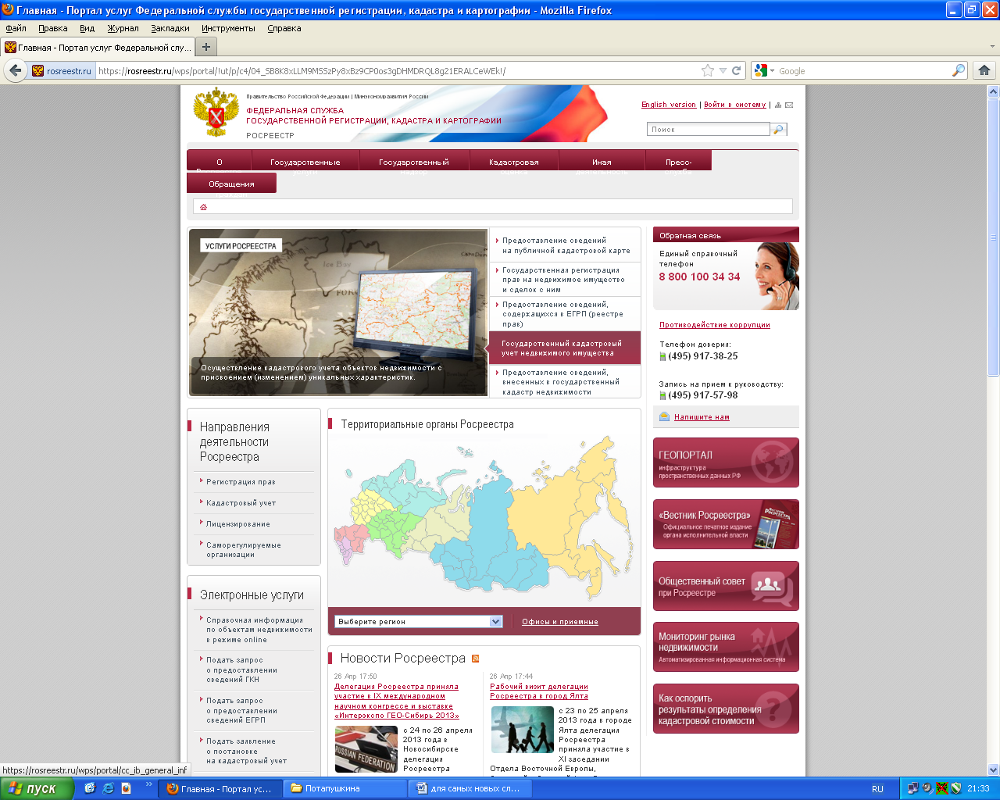 Главная - Портал услуг Федеральной службы государственной регистрации, кадастра и картографии - Mozilla Firefox
Файл Правка Вид Журнал Закладки Инструменты Справка
Главная - Портал услуг Федеральной слу...
rosreestr.ru
https://rosreestr.ru/wps/portal/!ut/p/c4/04_SB8K8xLLM9MSSzPy8xBz9CP0os3gDHMDRQL8g21ERALCeWEk!/
Google
Правительство Российской Федерации | Минэкономразвития России
ФЕДЕРАЛЬНАЯ СЛУЖБА
ГОСУДАРСТВЕННОЙ РЕГИСТРАЦИИ, КАДАСТРА И КАРТОГРАФИИ
РОСРЕЕСТР
English version | Войти в систему |
Поиск
О
Государственные
Государственный
Кадастровая
Иная
Пресс-
Обращения
УСЛУГИ РОСРЕЕСТРА
Осуществление кадастрового учета объектов недвижимости с
присвоением (изменением) уникальных характеристик.
Предоставление сведений
на публичной кадастровой карте
Государственная регистрация
прав на недвижимое имущество
и сделок с ним
Предоставление сведений,
содержащихся в ЕГРП (реестре
прав)
Государственный кадастровый
учет недвижимого имущества
Предоставление сведений,
внесенных в государственный
кадастр недвижимости
Обратная связь
Единый справочный
телефон
8 800 100 34 34
Противодействие коррупции
Телефон доверия:
(495) 917-38-25
Запись на прием к руководству:
(495) 917-57-98
Напишите нам
Направления
деятельности
Росреестра
Регистрация прав
Кадастровый учет
Лицензирование
Саморегулируемые
организации
Территориальные органы Росреестра
Выберите регион
Офисы и приемные
ГЕОПОРТАЛ
инфраструктура
пространственных данных РФ
«Вестник Росреестра»
Официальное печатное издание
органа исполнительной власти
Общественный совет
при Росреестре
Мониторинг рынка
недвижимости
Автоматизированная информационная система
Как оспорить
результаты определения
кадастровой стоимости
Электронные услуги
Справочная информация
по объектам недвижимости
в режиме online
Подать запрос
о предоставлении
сведений ГКН
Подать запрос
о предоставлении
сведений ЕГРП
Подать заявление
о постановке
на кадастровый учет
Новости Росреестра
26 Апр 17:50
Делегация Росреестра приняла
участие в IX международном
научном конгрессе и выставке
«Интерэкспо ГЕО-Сибирь 2013»
RUSSIAN FEDERATION
с 24 по 26 апреля
2013 года в
Новосибирске
делегация
Росреестра
26 Апр 17:44
Рабочий визит делегации
Росреестра в город Ялта
с 23 по 25 апреля
2013 года в городе
Ялта делегация
Росреестра
приняла участие в
XI заседании
Отдела Восточной Европы,
https://rosreestr.ru/wps/portal/cc_ib_general_inf
пуск
Главная - Портал ус...
Потапушкина
для самых новых сл...
RU
21:33